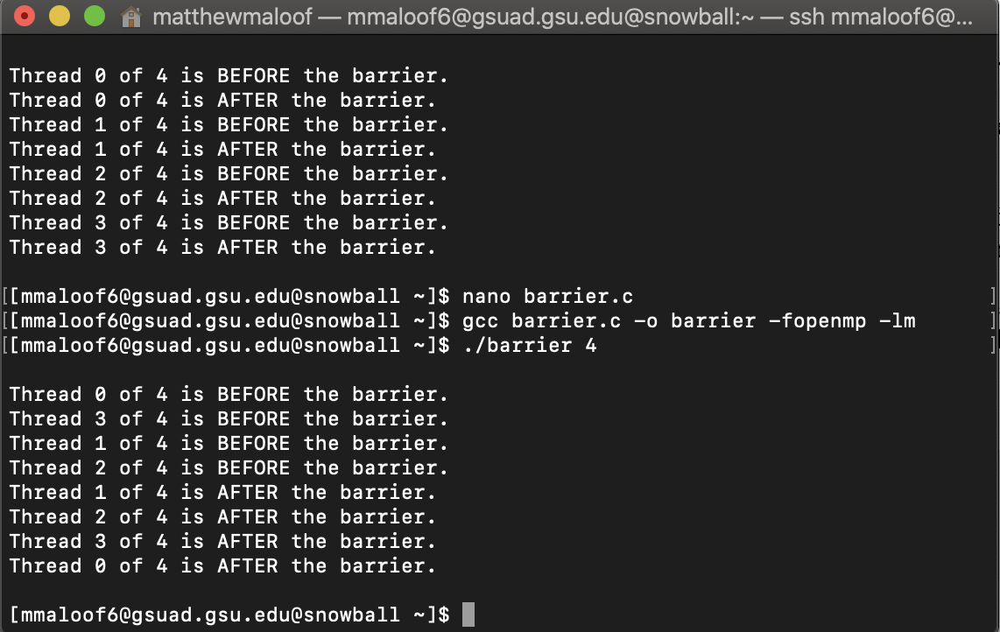 matthewmaloof — mmaloof6@gsuad.gsu.edu@snowball:~ — ssh mmaloof6@...
Thread 0 of 4 is BEFORE the barrier.
Thread 0 of 4 is AFTER the barrier.
Thread 1 of 4 is BEFORE the barrier.
Thread 1 of 4 is AFTER the barrier.
Thread 2 of 4 is BEFORE the barrier.
Thread 2 of 4 is AFTER the barrier.
Thread 3 of 4 is BEFORE the barrier.
Thread 3 of 4 is AFTER the barrier.
[[mmaloof6@gsuad.gsu.edu@snowball ~]$ nano barrier.c ]
[[mmaloof6@gsuad.gsu.edu@snowball ~]$ gcc barrier.c -o barrier -fopenmp -lm ]
[[mmaloof6@gsuad.gsu.edu@snowball ~]$ ./barrier 4 ]
Thread 0 of 4 is BEFORE the barrier.
Thread 3 of 4 is BEFORE the barrier.
Thread 1 of 4 is BEFORE the barrier.
Thread 2 of 4 is BEFORE the barrier.
Thread 1 of 4 is AFTER the barrier.
Thread 2 of 4 is AFTER the barrier.
Thread 3 of 4 is AFTER the barrier.
Thread 0 of 4 is AFTER the barrier.
[mmaloof6@gsuad.gsu.edu@snowball ~]$